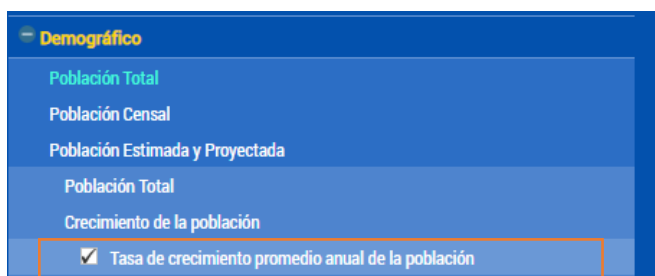 Demográfico
Población Total
Población Censal
Población Estimada y Proyectada
Población Total
Crecimiento de la población
Tasa de crecimiento promedio anual de la población